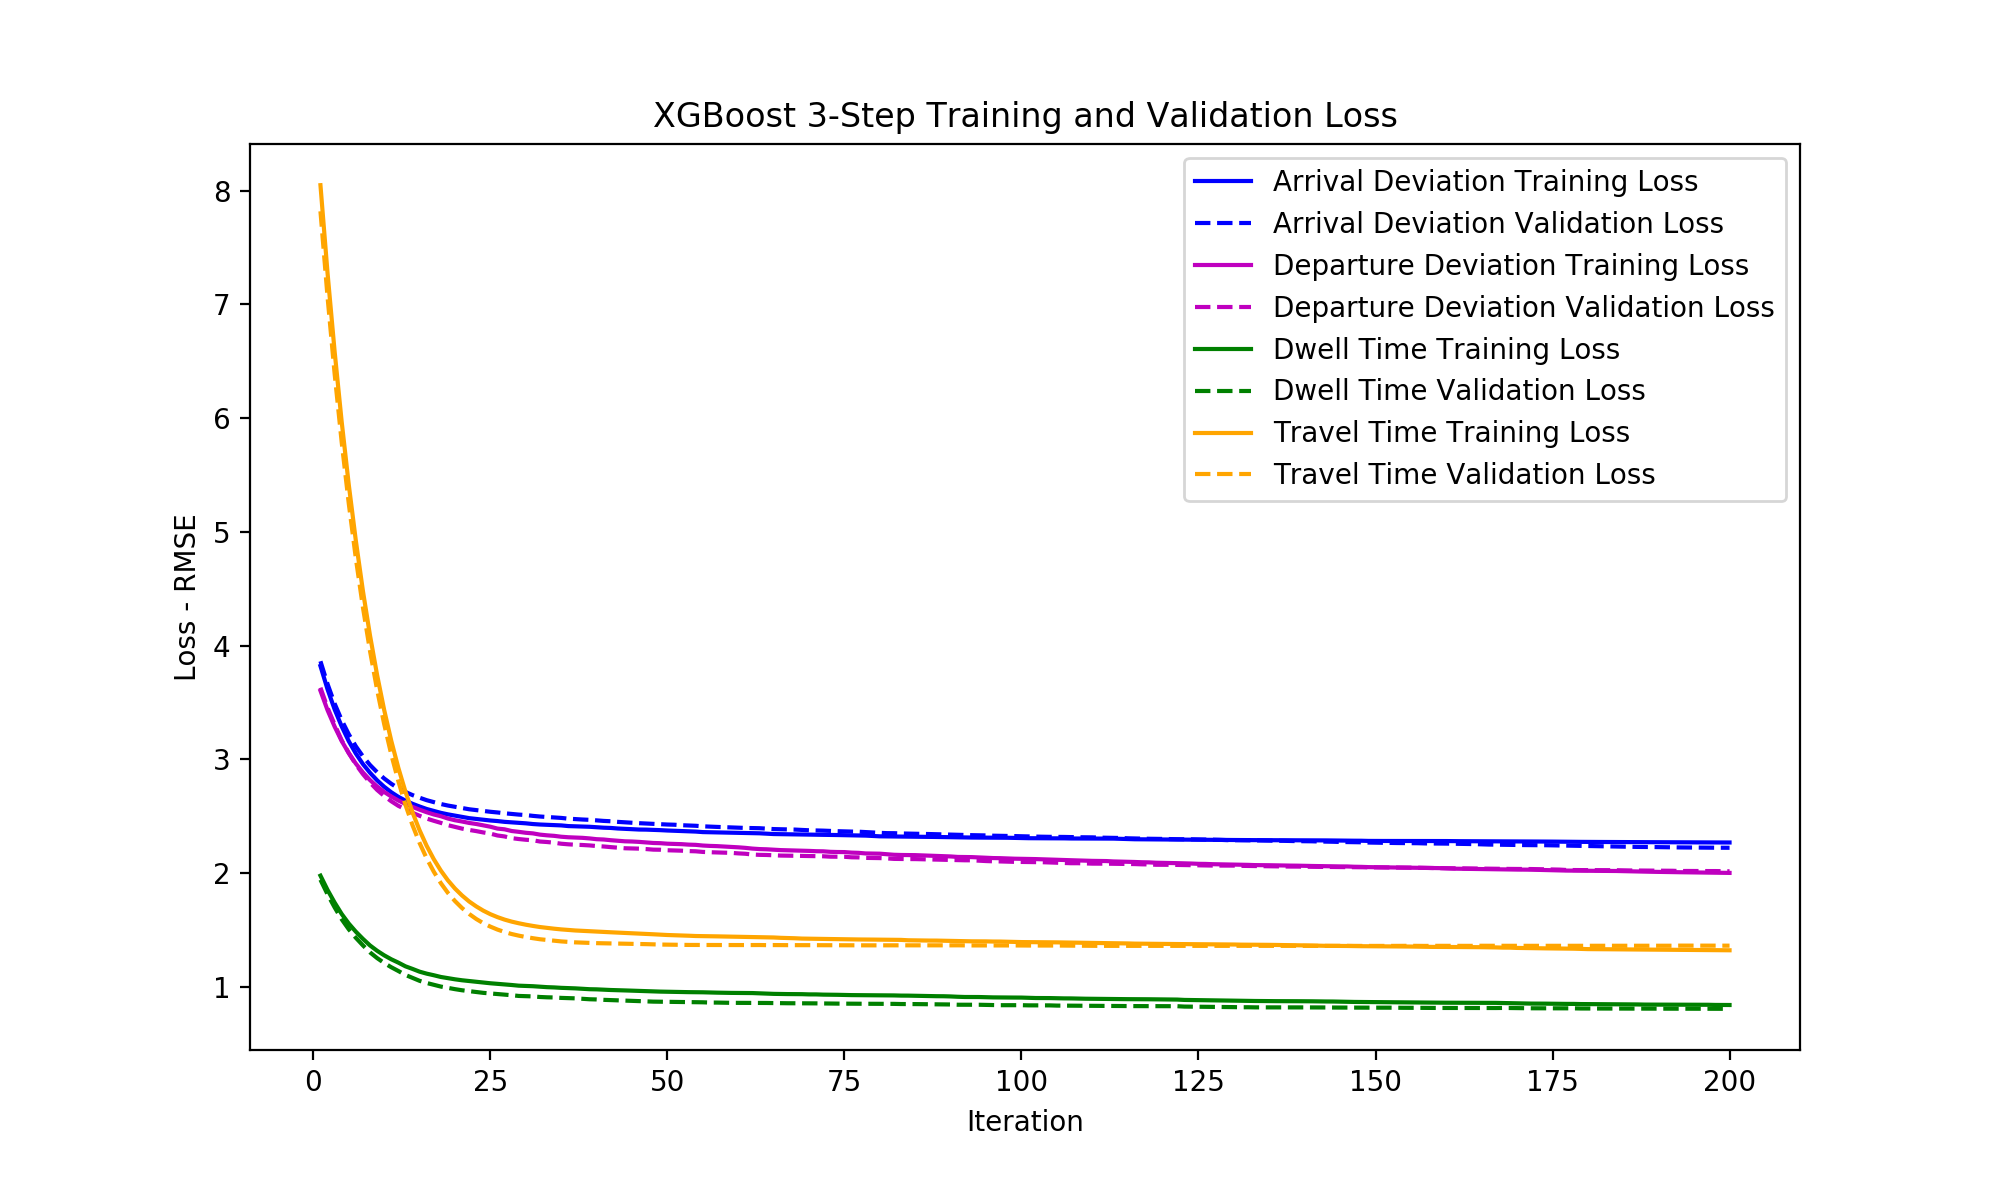 XGBoost 3-Step Training and Validation Loss
Arrival Deviation Training Loss
Arrival Deviation Validation Loss
Departure Deviation Training Loss
Departure Deviation Validation Loss
Dwell Time Training Loss
Dwell Time Validation Loss
Travel Time Training Loss
Travel Time Validation Loss
8
7
6
5
4
3
2
1
Loss - RMSE
0 25 50 75 100 125 150 175 200
Iteration